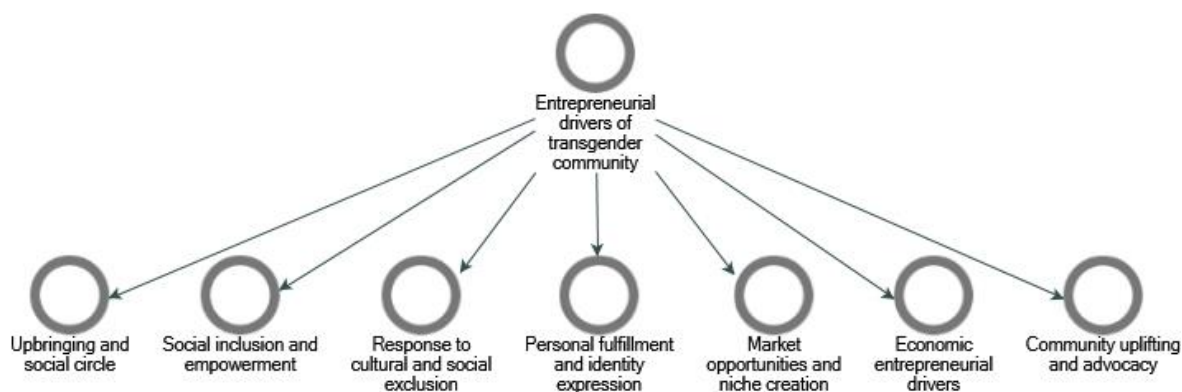 Entrepreneurial
drivers of
transgender
community
Upbringing and
social circle
Social inclusion and
empowerment
Response to
cultural and social
exclusion
Personal fulfillment
and identity
expression
Market
opportunities and
niche creation
Economic
entrepreneurial
drivers
Community uplifting
and advocacy